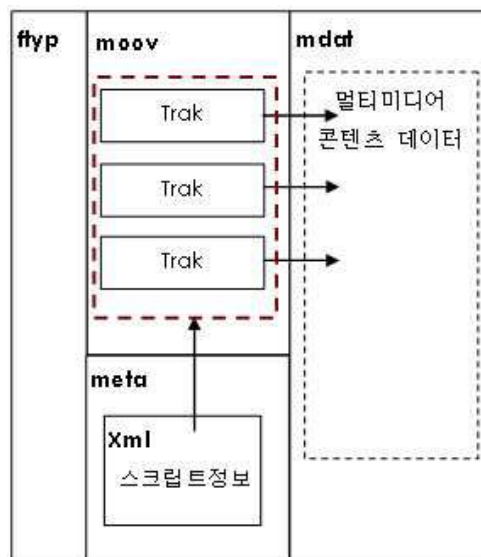 ftyp
moov
mdat
Trak
Trak
Trak
멀티미디어
콘텐츠 데이터
meta
Xml
스크립트정보